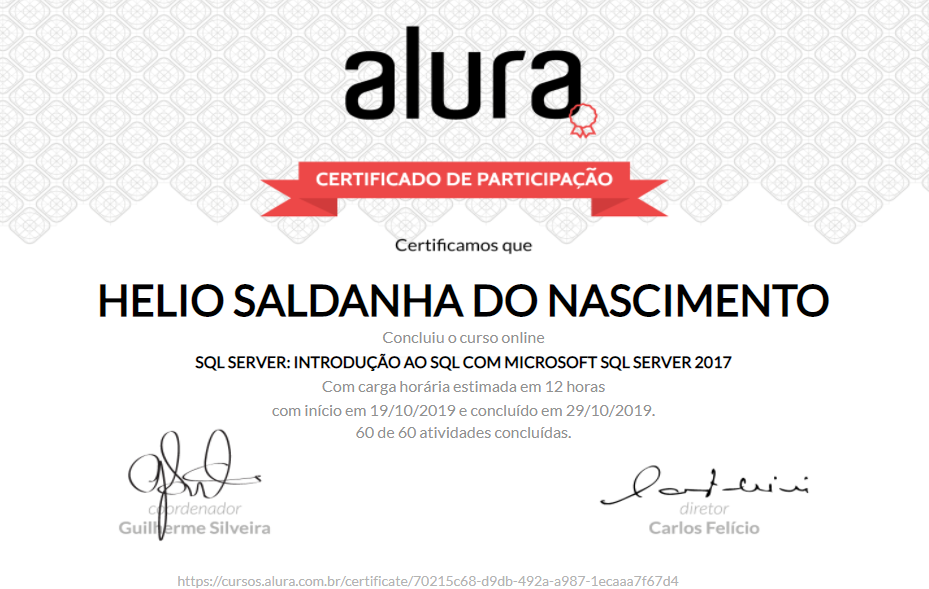 alura
CERTIFICADO DE PARTICIPAÇÃO
Certificamos que
HELIO SALDANHA DO NASCIMENTO
Concluiu o curso online
SQL SERVER: INTRODUÇÃO AO SQL COM MICROSOFT SQL SERVER 2017
Com carga horária estimada em 12 horas
com início em 19/10/2019 e concluído em 29/10/2019.
60 de 60 atividades concluídas.
coordenador
Guilherme Silveira
diretor
Carlos Felício
https://cursos.alura.com.br/certificate/70215c68-d9db-492a-a987-1ecaaa7f67d4